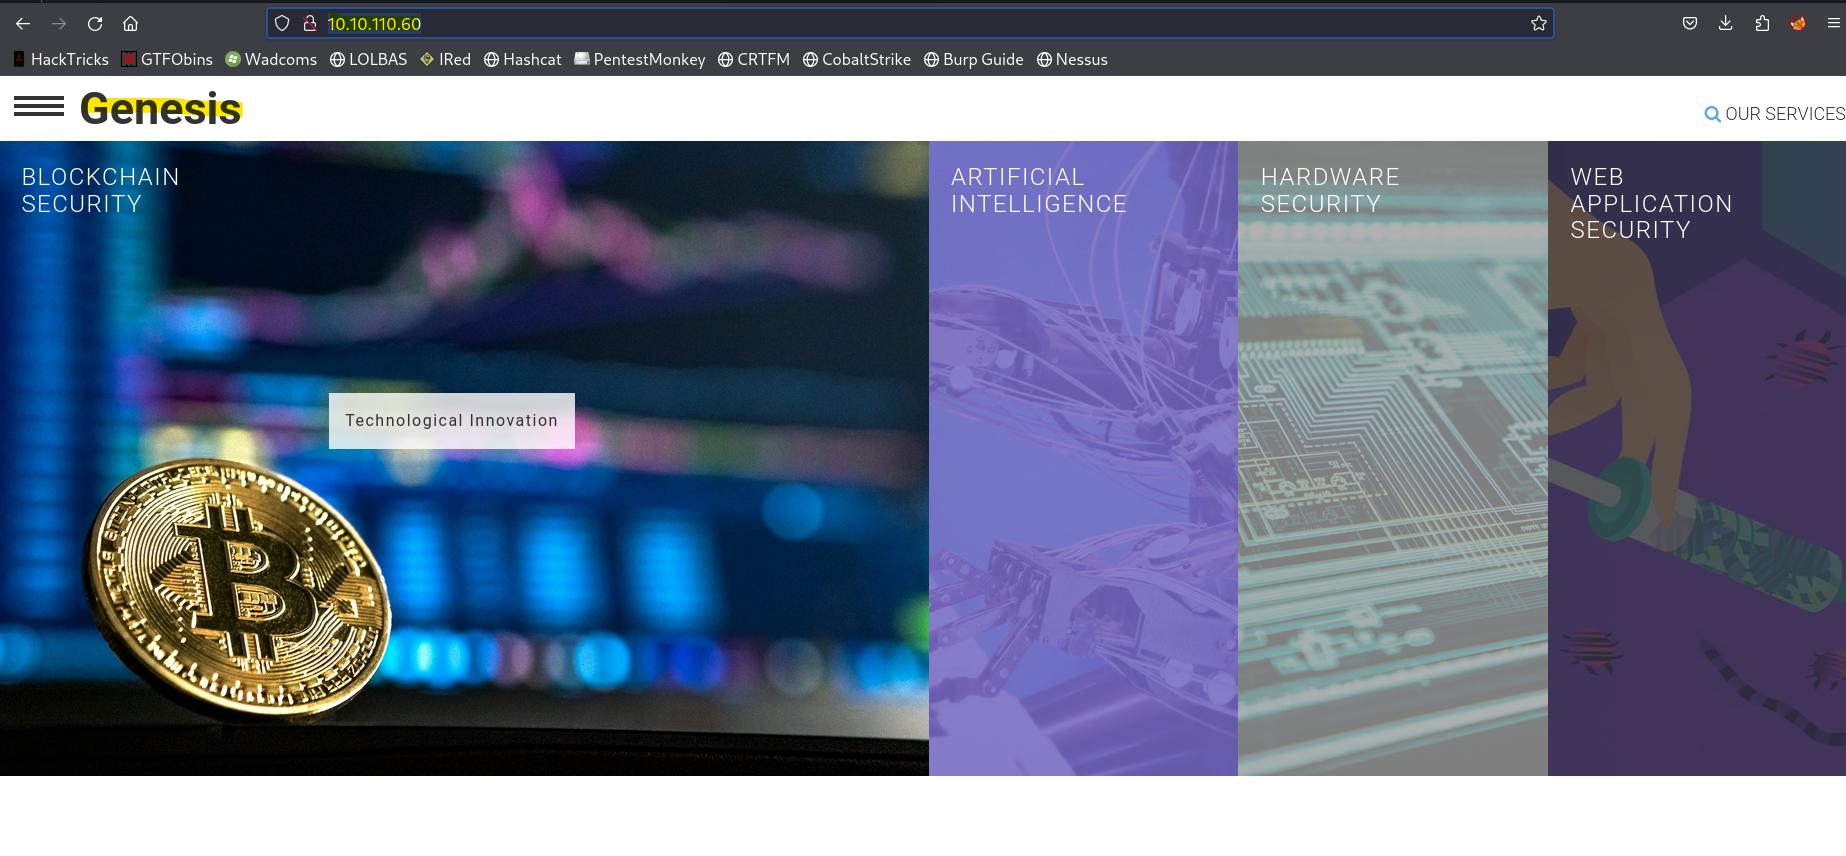 10.10.110.60
HackTricks GTFObins Wadcoms LOLBAS IRed Hashcat PentestMonkey CRTFM CobaltStrike Burp Guide Nessus
Genesis
OUR SERVICES
BLOCKCHAIN
SECURITY
Technological Innovation
ARTIFICIAL
INTELLIGENCE
HARDWARE
SECURITY
WEB
APPLICATION
SECURITY